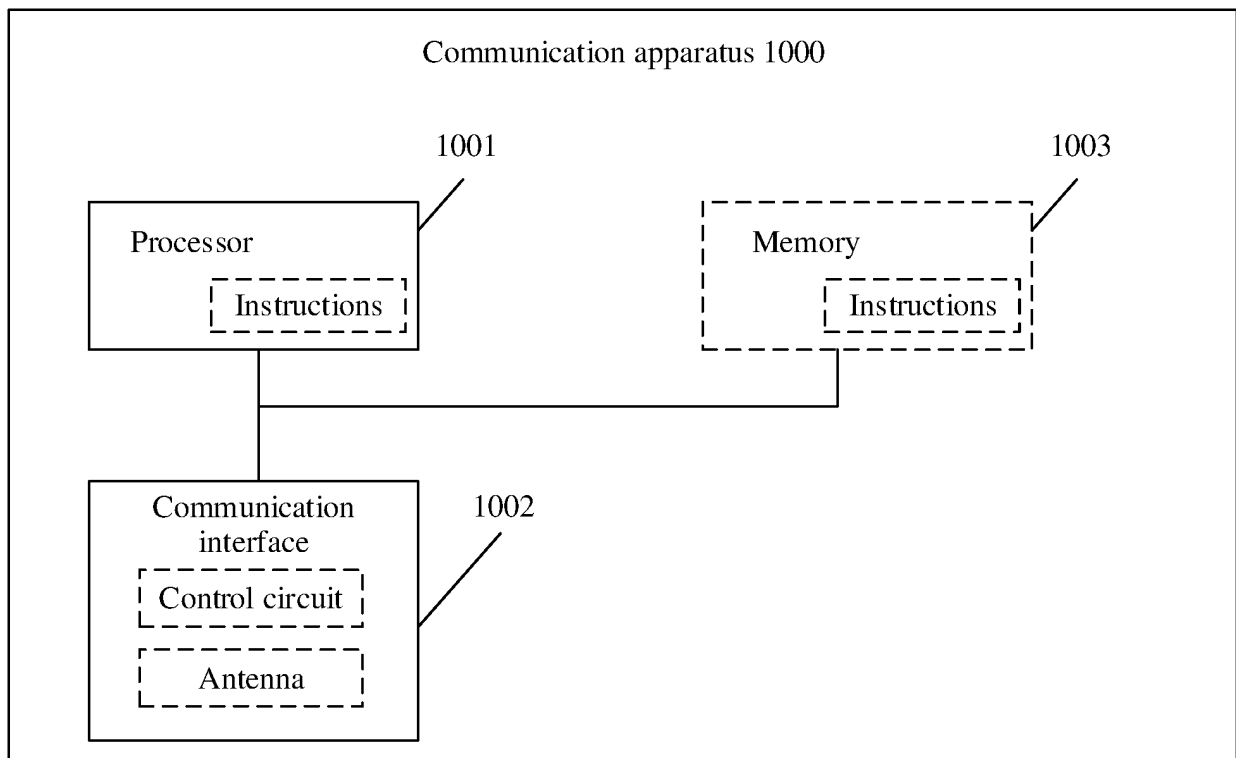 Communication apparatus 1000
1001
1003
Processor
Memory
Instructions
Instructions
Communication
interface
1002
Control circuit
Antenna